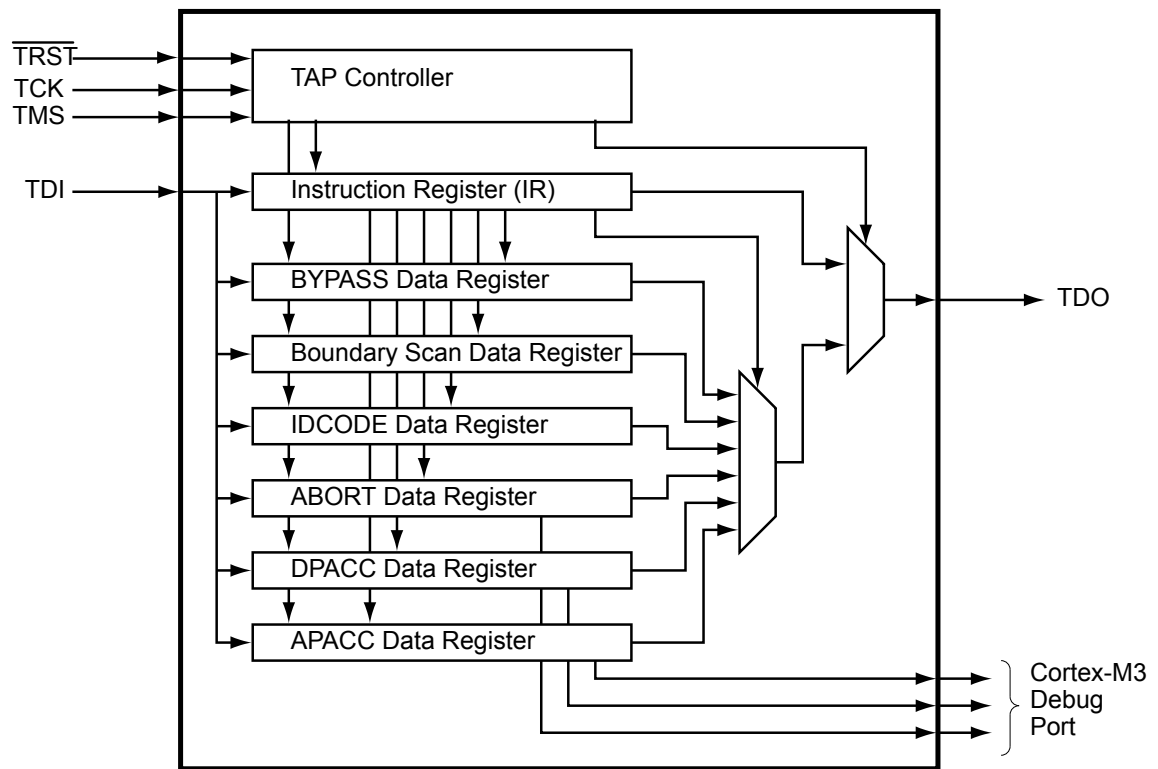 TRST
TCK
TMS
TAP Controller
TDI
Instruction Register (IR)
BYPASS Data Register
Boundary Scan Data Register
IDCODE Data Register
ABORT Data Register
DPACC Data Register
APACC Data Register
TDO
Cortex-M3
Debug
Port